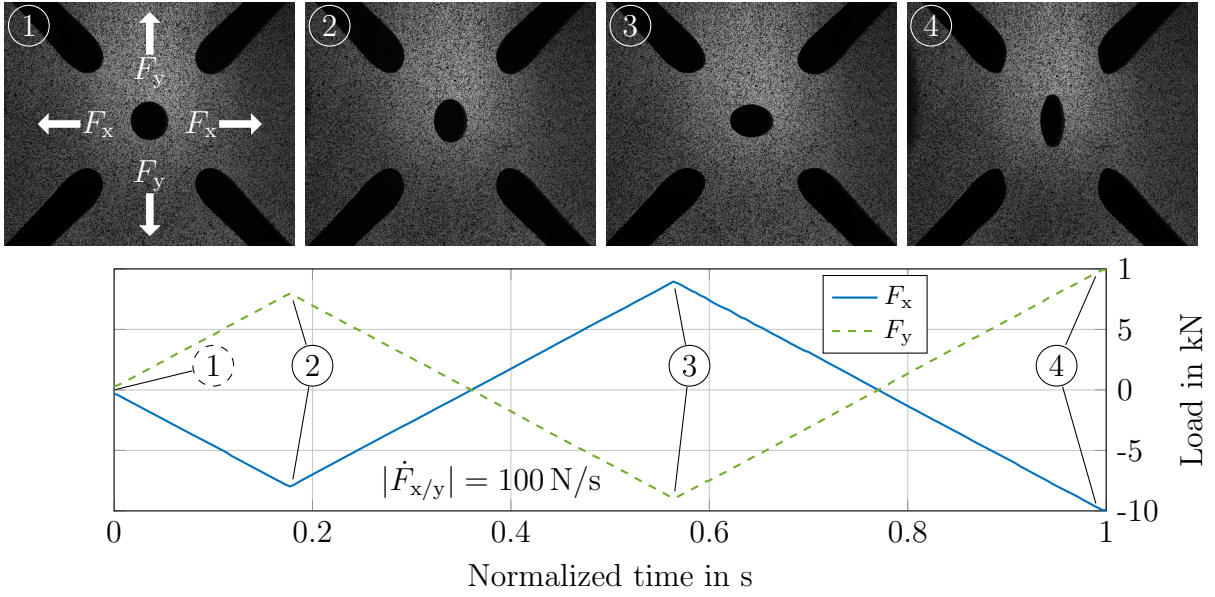 1 2 3 4
F_y
F_x F_x
F_y
1
F_x
F_y
5
1 2 3 4
0
-5
|Ḟ_x/y| = 100 N/s
-10
0 0.2 0.4 0.6 0.8 1
Normalized time in s
Load in kN